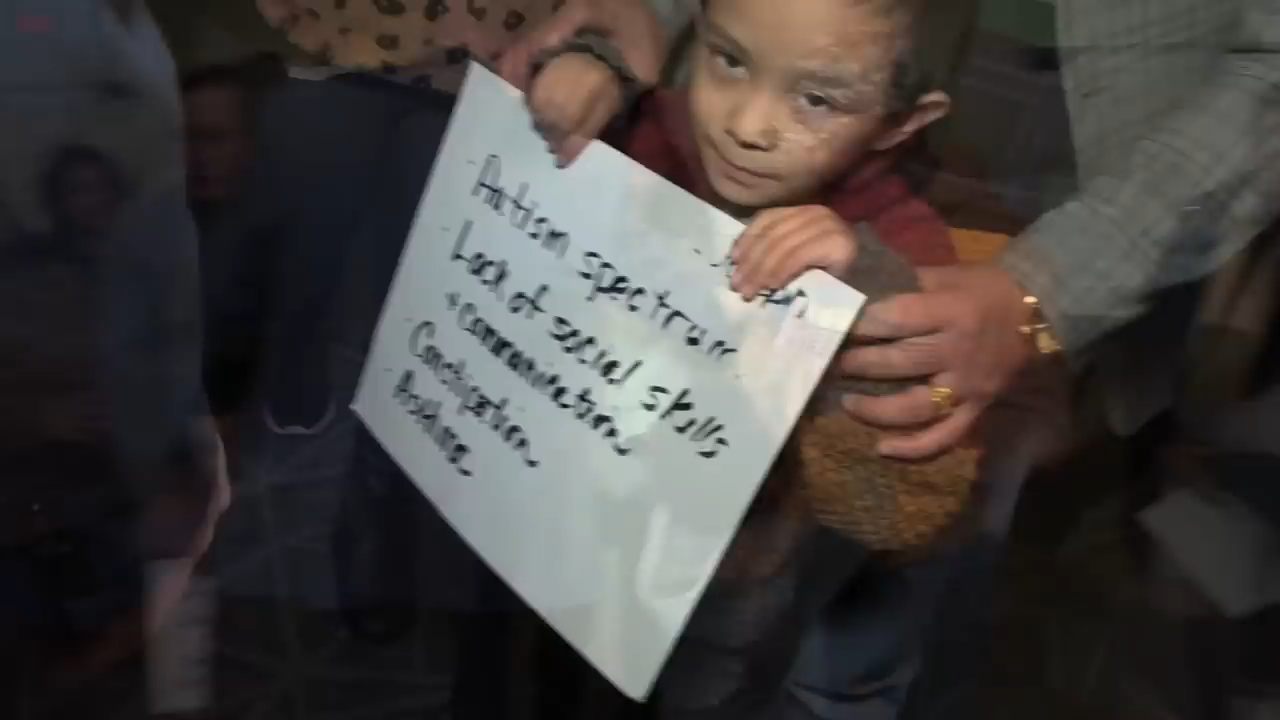 - Autism spectrum
- Lack of social skills
+ communication
- Constipation
- Asthma